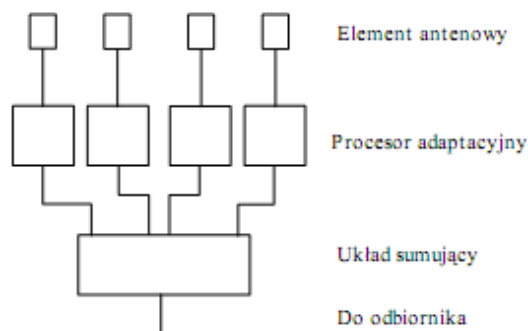 Element antenowy
Procesor adaptacyjny
Układ sumujący
Do odbiornika